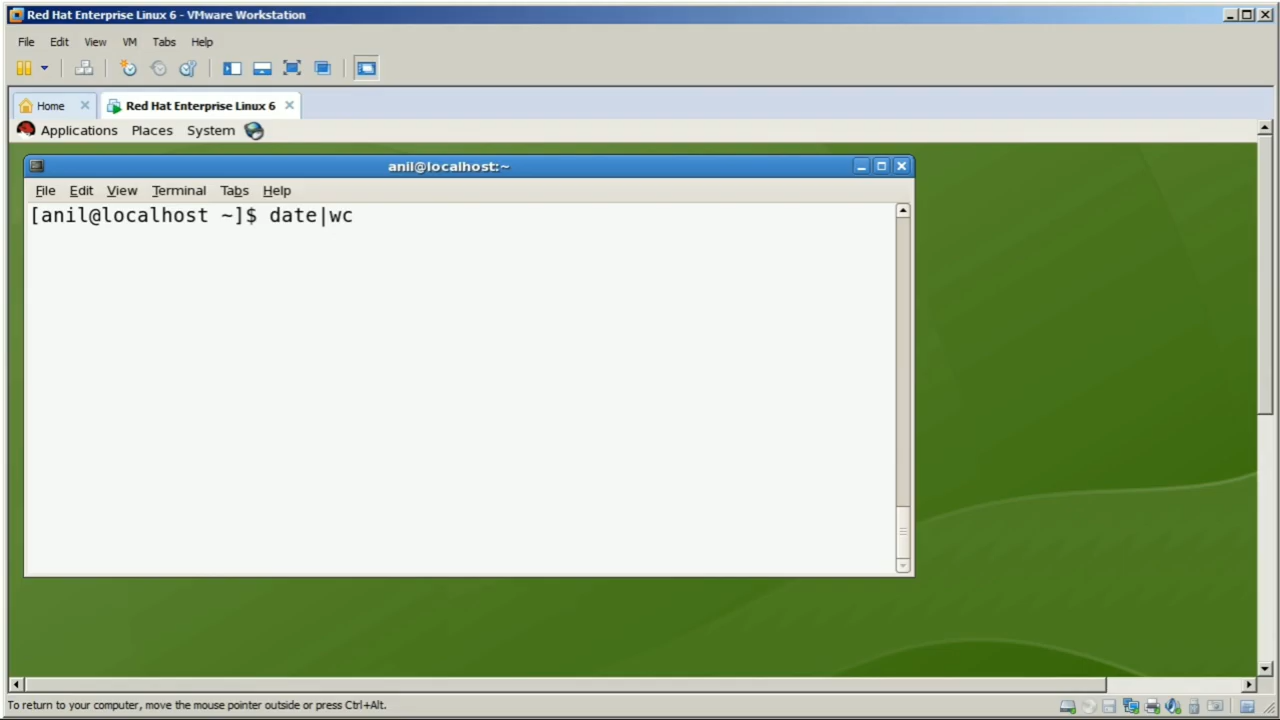 Red Hat Enterprise Linux 6 - VMware Workstation
File Edit View VM Tabs Help
Home Red Hat Enterprise Linux 6
Applications Places System
anil@localhost:~
File Edit View Terminal Tabs Help
[anil@localhost ~]$ date|wc
To return to your computer, move the mouse pointer outside or press Ctrl+Alt.